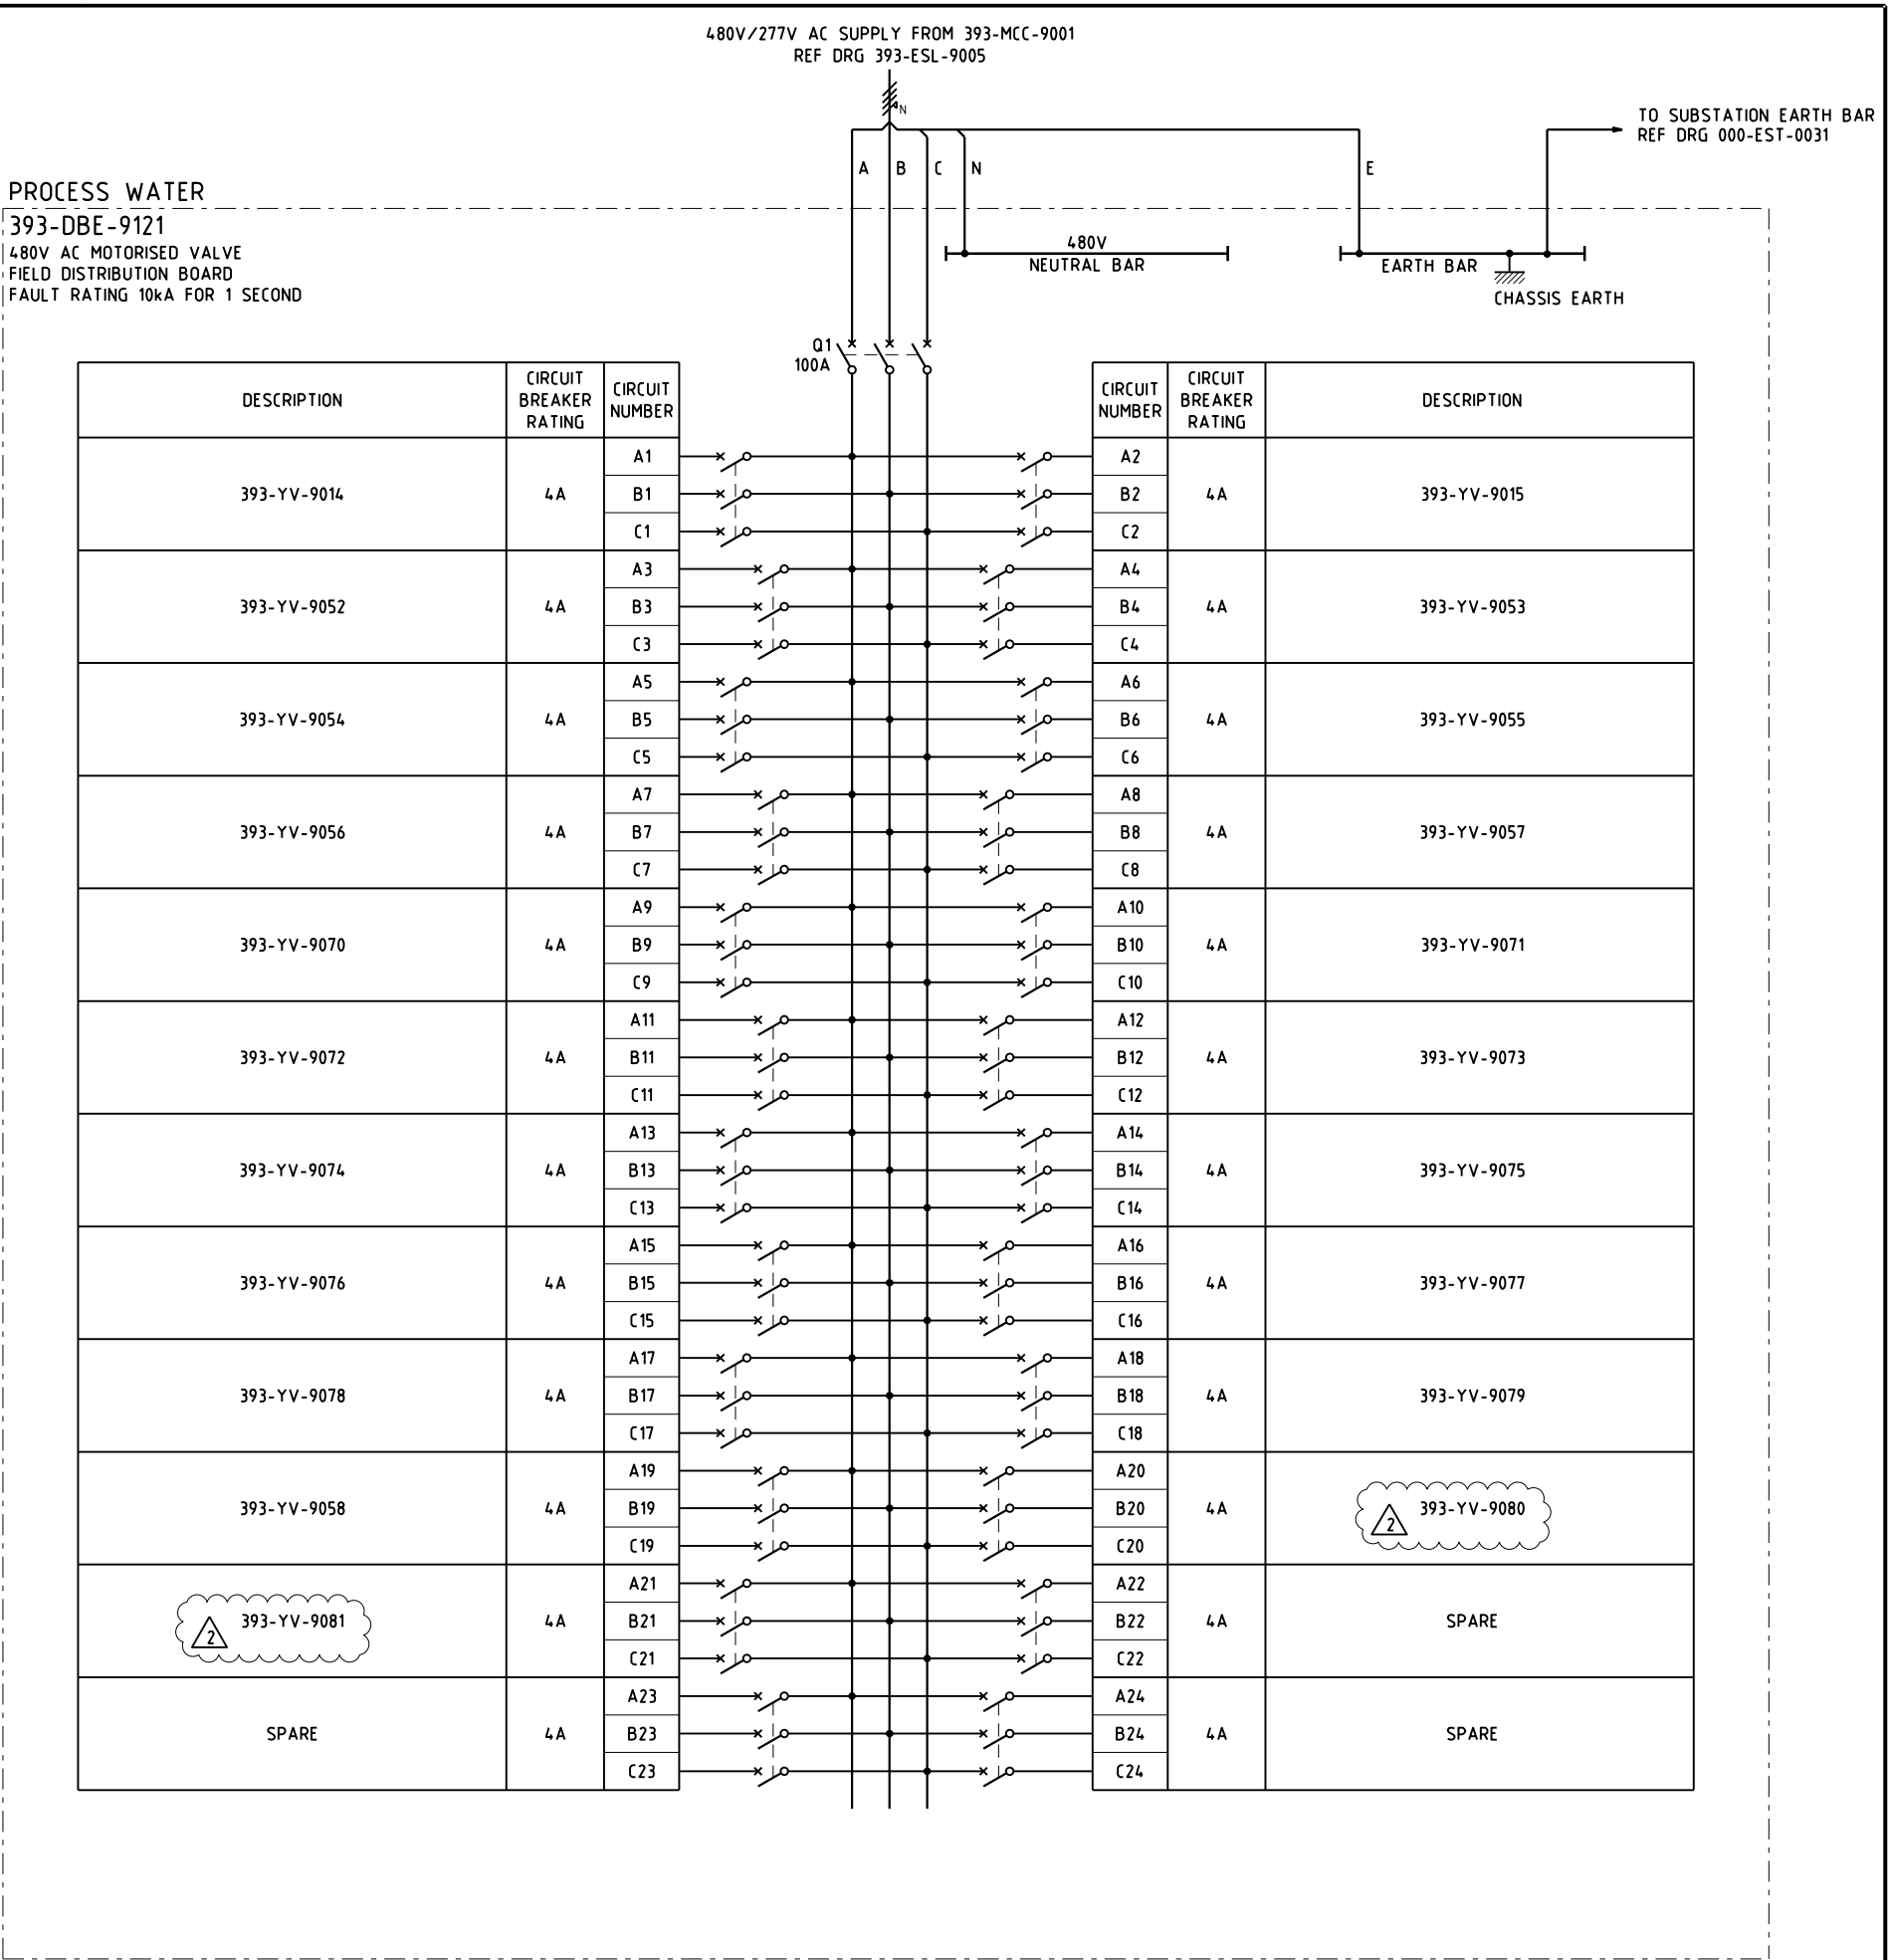 480V/277V AC SUPPLY FROM 393-MCC-9001
REF DRG 393-ESL-9005
N
TO SUBSTATION EARTH BAR
REF DRG 000-EST-0031
A B C N E
PROCESS WATER
393-DBE-9121
480V AC MOTORISED VALVE
FIELD DISTRIBUTION BOARD
FAULT RATING 10kA FOR 1 SECOND
480V
NEUTRAL BAR
EARTH BAR
CHASSIS EARTH
Q1
100A
DESCRIPTION
CIRCUIT
BREAKER
RATING
CIRCUIT
NUMBER
CIRCUIT
NUMBER
CIRCUIT
BREAKER
RATING
DESCRIPTION
A1 A2
393-YV-9014 4A B1 B2 4A 393-YV-9015
C1 C2
A3 A4
393-YV-9052 4A B3 B4 4A 393-YV-9053
C3 C4
A5 A6
393-YV-9054 4A B5 B6 4A 393-YV-9055
C5 C6
A7 A8
393-YV-9056 4A B7 B8 4A 393-YV-9057
C7 C8
A9 A10
393-YV-9070 4A B9 B10 4A 393-YV-9071
C9 C10
A11 A12
393-YV-9072 4A B11 B12 4A 393-YV-9073
C11 C12
A13 A14
393-YV-9074 4A B13 B14 4A 393-YV-9075
C13 C14
A15 A16
393-YV-9076 4A B15 B16 4A 393-YV-9077
C15 C16
A17 A18
393-YV-9078 4A B17 B18 4A 393-YV-9079
C17 C18
A19 A20
393-YV-9058 4A B19 B20 4A 2 393-YV-9080
C19 C20
A21 A22
2 393-YV-9081 4A B21 B22 4A SPARE
C21 C22
A23 A24
SPARE 4A B23 B24 4A SPARE
C23 C24